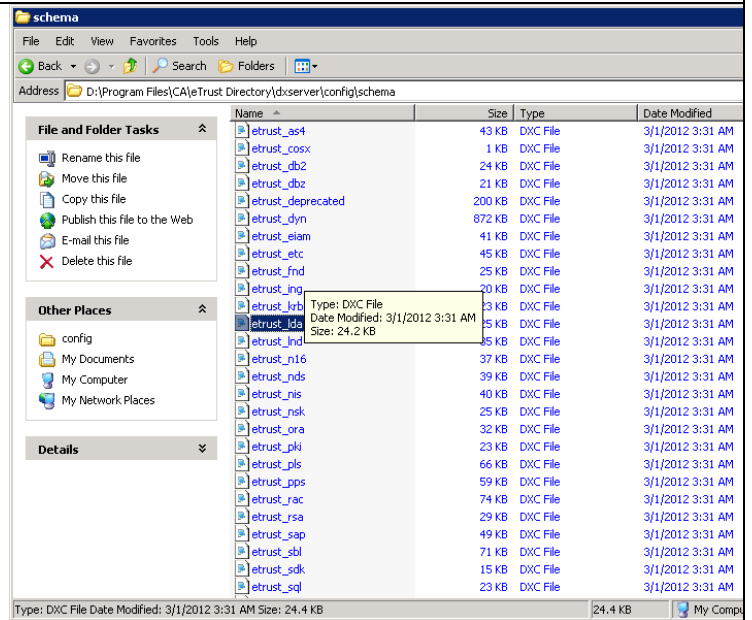 schema
File Edit View Favorites Tools Help
Back Search Folders
Address D:\Program Files\CA\eTrust Directory\dxserver\config\schema
File and Folder Tasks
Rename this file
Move this file
Copy this file
Publish this file to the Web
E-mail this file
Delete this file
Other Places
config
My Documents
My Computer
My Network Places
Details
Name Size Type Date Modified
etrust_as4 43 KB DXC File 3/1/2012 3:31 AM
etrust_cosx 1 KB DXC File 3/1/2012 3:31 AM
etrust_db2 24 KB DXC File 3/1/2012 3:31 AM
etrust_dbz 21 KB DXC File 3/1/2012 3:31 AM
etrust_deprecated 200 KB DXC File 3/1/2012 3:31 AM
etrust_dyn 872 KB DXC File 3/1/2012 3:31 AM
etrust_eiam 41 KB DXC File 3/1/2012 3:31 AM
etrust_etc 45 KB DXC File 3/1/2012 3:31 AM
etrust_fnd 25 KB DXC File 3/1/2012 3:31 AM
etrust_ing 20 KB DXC File 3/1/2012 3:31 AM
etrust_krb 23 KB DXC File 3/1/2012 3:31 AM
etrust_lda 25 KB DXC File 3/1/2012 3:31 AM
etrust_lnd 35 KB DXC File 3/1/2012 3:31 AM
etrust_n16 37 KB DXC File 3/1/2012 3:31 AM
etrust_nds 39 KB DXC File 3/1/2012 3:31 AM
etrust_nis 40 KB DXC File 3/1/2012 3:31 AM
etrust_nsk 25 KB DXC File 3/1/2012 3:31 AM
etrust_ora 32 KB DXC File 3/1/2012 3:31 AM
etrust_pki 23 KB DXC File 3/1/2012 3:31 AM
etrust_pls 66 KB DXC File 3/1/2012 3:31 AM
etrust_pps 59 KB DXC File 3/1/2012 3:31 AM
etrust_rac 74 KB DXC File 3/1/2012 3:31 AM
etrust_rsa 29 KB DXC File 3/1/2012 3:31 AM
etrust_sap 49 KB DXC File 3/1/2012 3:31 AM
etrust_sbl 71 KB DXC File 3/1/2012 3:31 AM
etrust_sdk 15 KB DXC File 3/1/2012 3:31 AM
etrust_sql 23 KB DXC File 3/1/2012 3:31 AM
Type: DXC File
Date Modified: 3/1/2012 3:31 AM
Size: 24.2 KB
Type: DXC File Date Modified: 3/1/2012 3:31 AM Size: 24.4 KB 24.4 KB My Compu